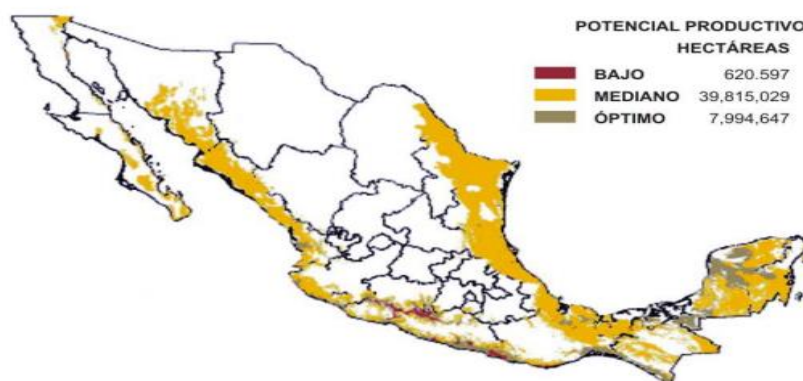 POTENCIAL PRODUCTIVO
HECTÁREAS
BAJO 620.597
MEDIANO 39,815,029
ÓPTIMO 7,994,647